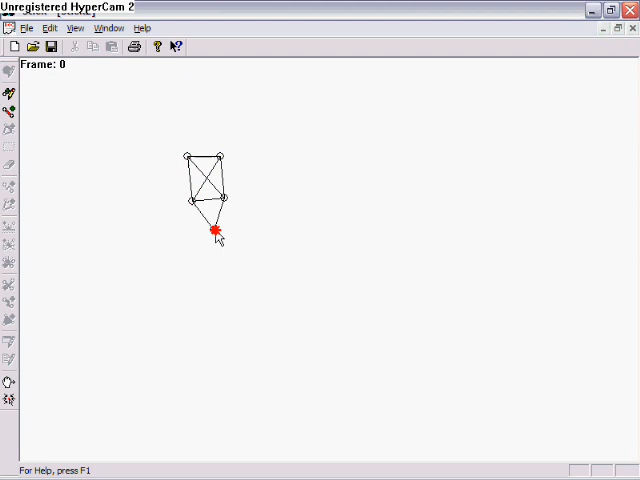 Unregistered HyperCam 2
File Edit View Window Help
Frame: 0
For Help, press F1